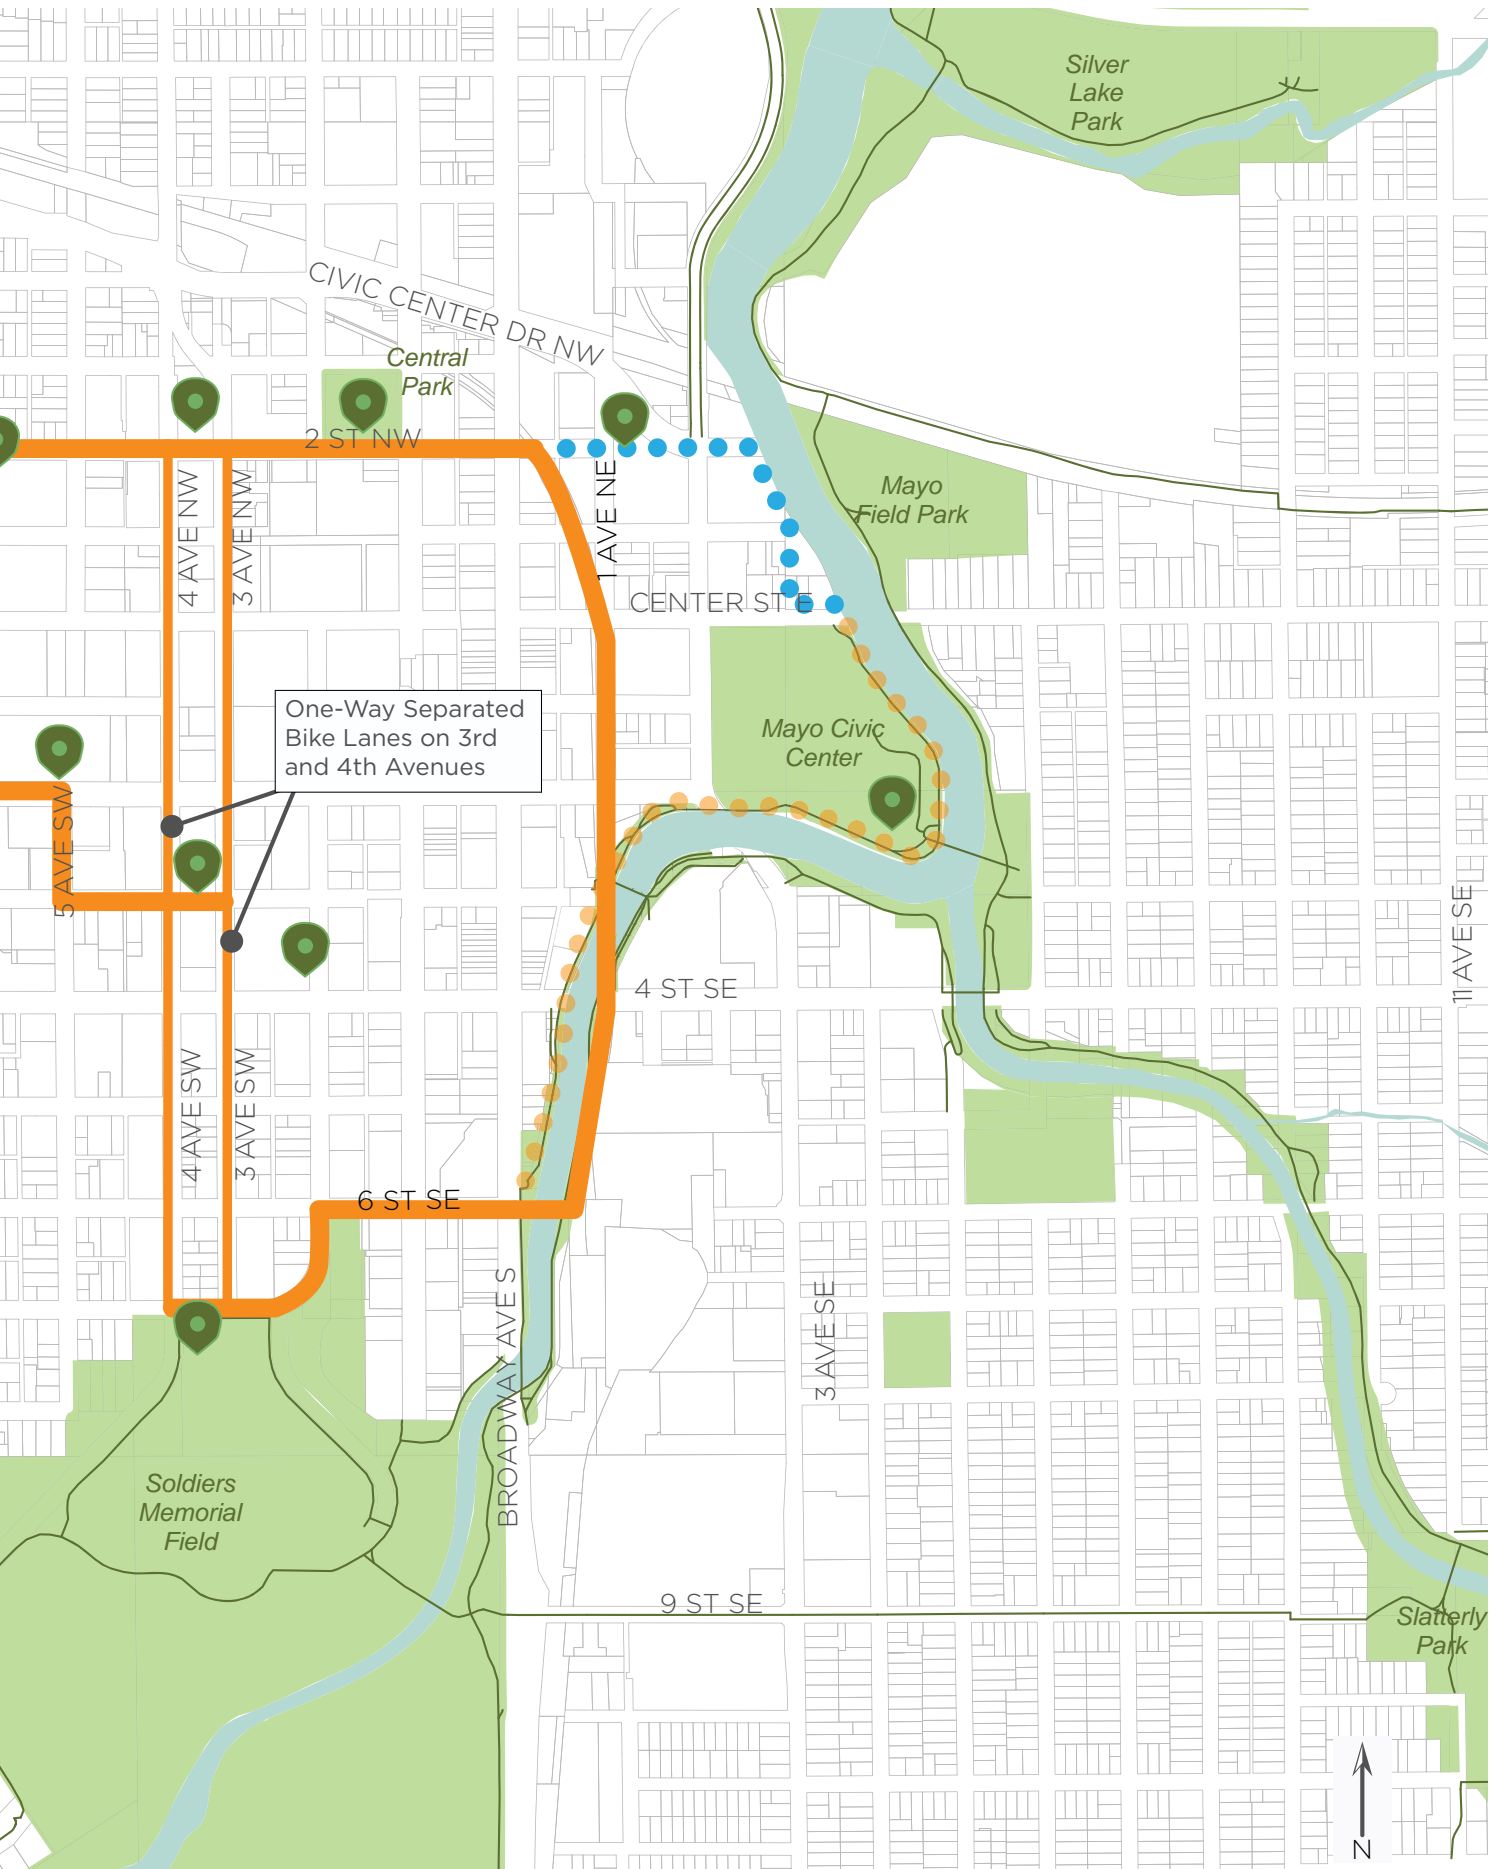 Silver
Lake
Park
CIVIC CENTER DR NW
Central
Park
2 ST NW
4 AVE NW
3 AVE NW
1 AVE NE
Mayo
Field Park
CENTER ST E
One-Way Separated
Bike Lanes on 3rd
and 4th Avenues
Mayo Civic
Center
5 AVE SW
11 AVE SE
4 ST SE
4 AVE SW
3 AVE SW
6 ST SE
BROADWAY AVE S
3 AVE SE
Soldiers
Memorial
Field
9 ST SE
Slatterly
Park
N